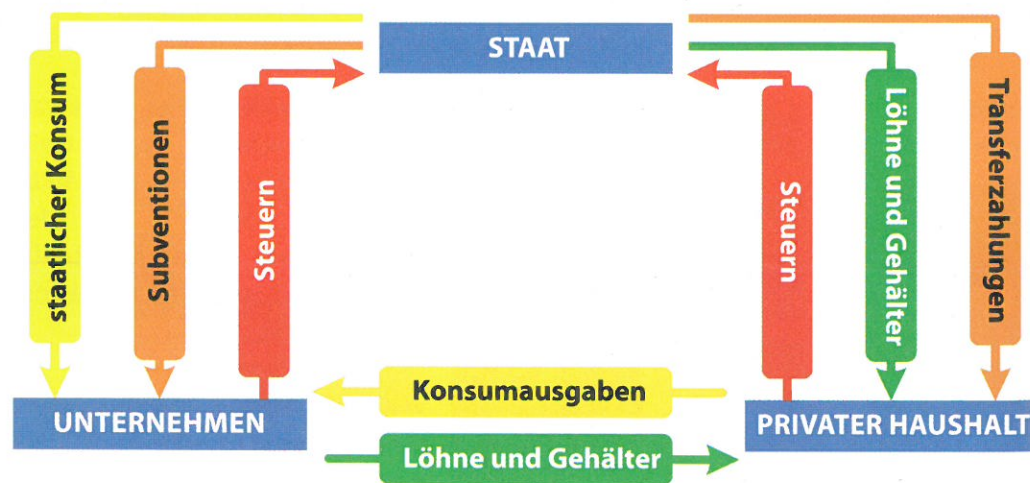 STAAT
staatlicher Konsum
Subventionen
Steuern
Steuern
Löhne und Gehälter
Transferzahlungen
Konsumausgaben
UNTERNEHMEN
PRIVATER HAUSHALT
Löhne und Gehälter